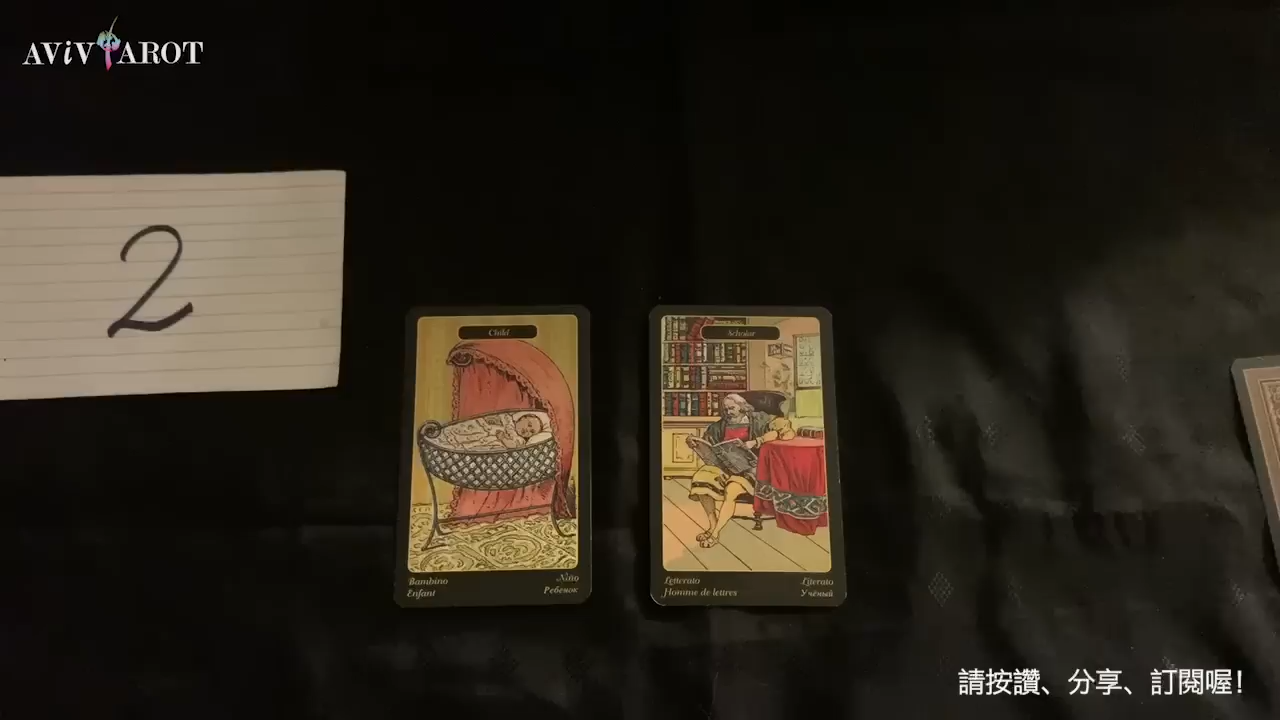 AViVTAROT
2
Child
Scholar
Bambino
Niño
Enfant
Ребенок
Letterato
Literato
Homme de lettres
Учёный
請按讚、分享、訂閱喔!